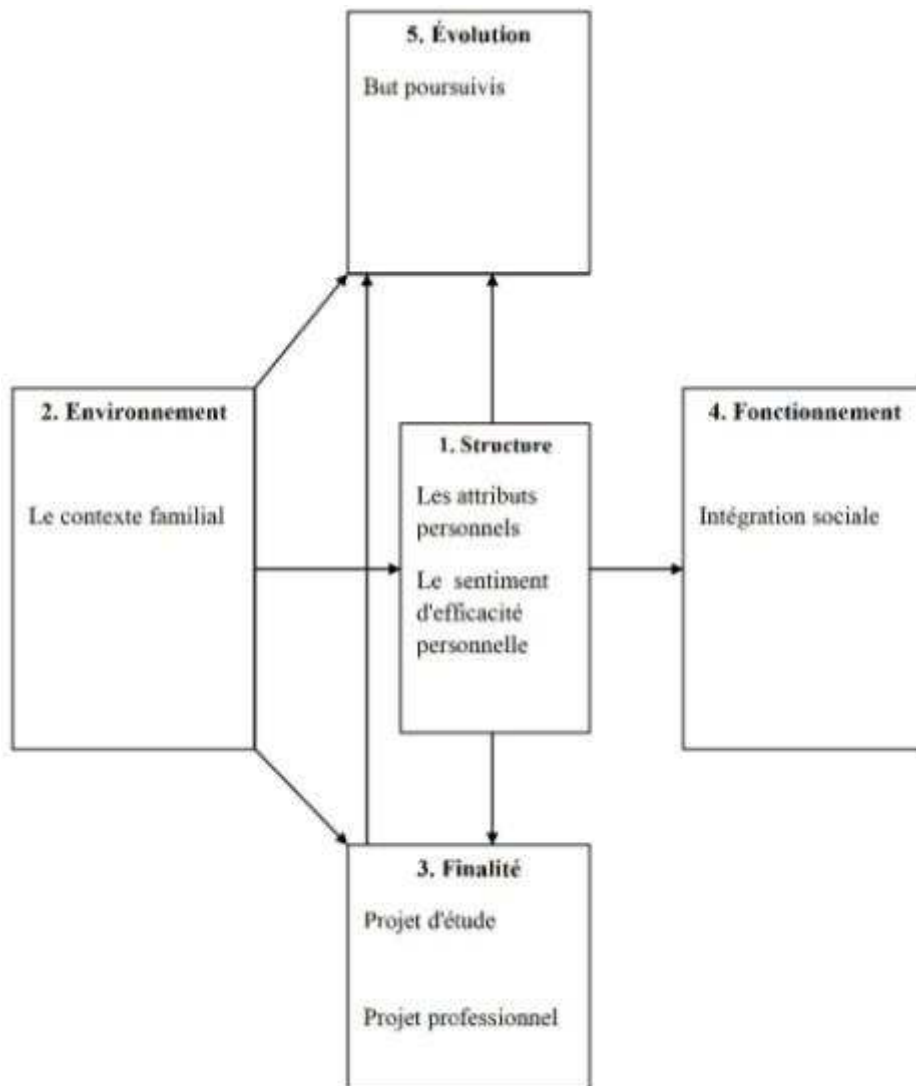 5. Évolution
But poursuivis
2. Environnement
Le contexte familial
1. Structure
Les attributs
personnels
Le sentiment
d'efficacité
personnelle
4. Fonctionnement
Intégration sociale
3. Finalité
Projet d'étude
Projet professionnel